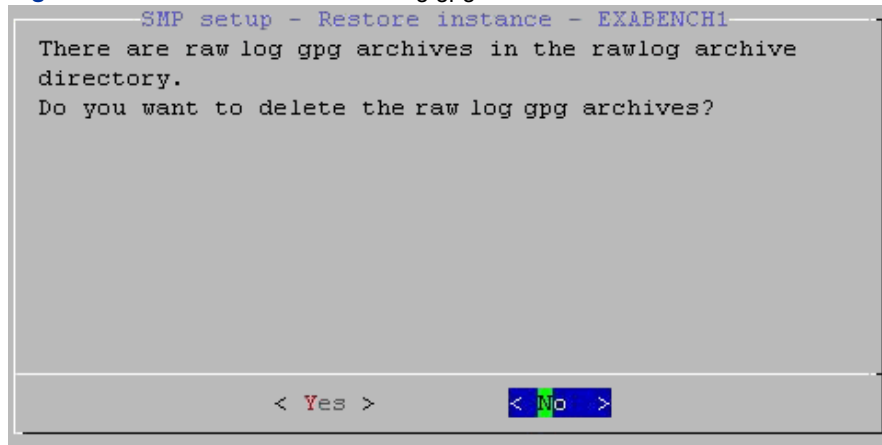 SMP setup - Restore instance - EXABENCH1
There are raw log gpg archives in the rawlog archive
directory.
Do you want to delete the raw log gpg archives?
< Yes > < No >